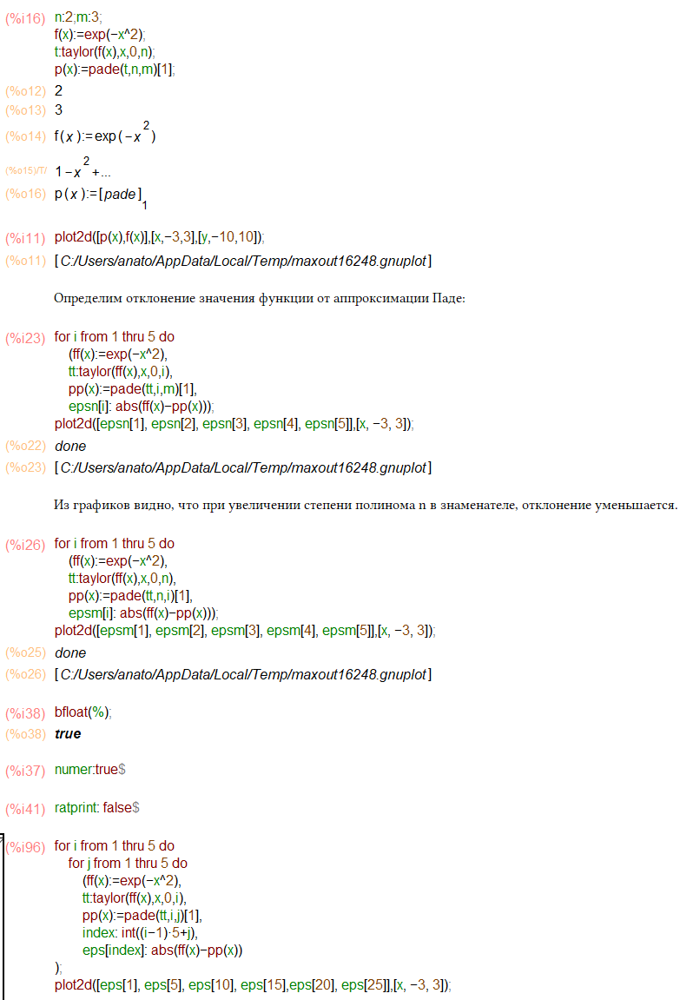 (%i16) n:2;m:3;
f(x):=exp(−x^2);
t:taylor(f(x),x,0,n);
p(x):=pade(t,n,m)[1];
(%o12) 2
(%o13) 3
(%o14) f(x):=exp(−x²)
(%o15)/T/ 1−x²+...
(%o16) p(x):=[pade]₁
(%i11) plot2d([p(x),f(x)],[x,−3,3],[y,−10,10]);
(%o11) [C:/Users/anato/AppData/Local/Temp/maxout16248.gnuplot]
Определим отклонение значения функции от аппроксимации Паде:
(%i23) for i from 1 thru 5 do
(ff(x):=exp(−x^2),
tt:taylor(ff(x),x,0,i),
pp(x):=pade(tt,i,m)[1],
epsn[i]: abs(ff(x)−pp(x)));
plot2d([epsn[1], epsn[2], epsn[3], epsn[4], epsn[5]],[x, −3, 3]);
(%o22) done
(%o23) [C:/Users/anato/AppData/Local/Temp/maxout16248.gnuplot]
Из графиков видно, что при увеличении степени полинома n в знаменателе, отклонение уменьшается.
(%i26) for i from 1 thru 5 do
(ff(x):=exp(−x^2),
tt:taylor(ff(x),x,0,n),
pp(x):=pade(tt,n,i)[1],
epsm[i]: abs(ff(x)−pp(x)));
plot2d([epsm[1], epsm[2], epsm[3], epsm[4], epsm[5]],[x, −3, 3]);
(%o25) done
(%o26) [C:/Users/anato/AppData/Local/Temp/maxout16248.gnuplot]
(%i38) bfloat(%);
(%o38) true
(%i37) numer:true$
(%i41) ratprint: false$
(%i96) for i from 1 thru 5 do
for j from 1 thru 5 do
(ff(x):=exp(−x^2),
tt:taylor(ff(x),x,0,i),
pp(x):=pade(tt,i,j)[1],
index: int((i−1)·5+j),
eps[index]: abs(ff(x)−pp(x))
);
plot2d([eps[1], eps[5], eps[10], eps[15],eps[20], eps[25]],[x, −3, 3]);